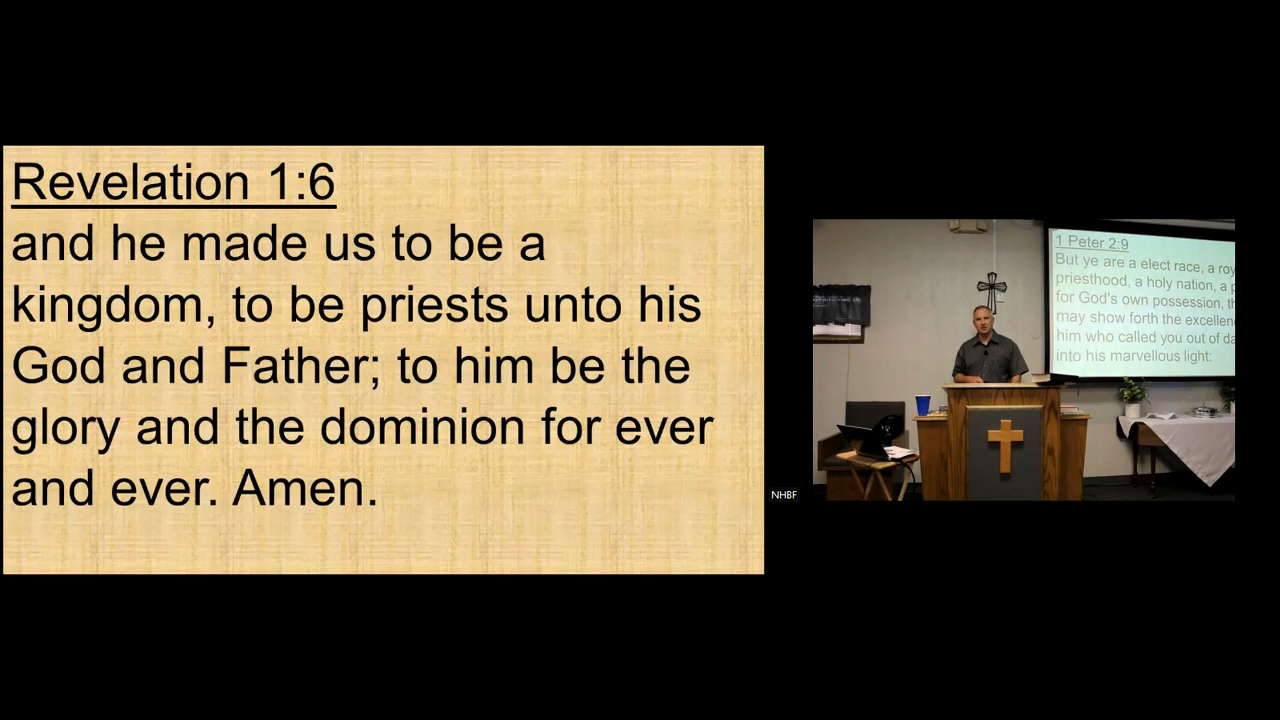 Revelation 1:6
and he made us to be a
kingdom, to be priests unto his
God and Father; to him be the
glory and the dominion for ever
and ever. Amen.
1 Peter 2:9
But ye are a elect race, a roy
priesthood, a holy nation, a p
for God's own possession, th
may show forth the excellen
him who called you out of da
into his marvellous light:
NHBF